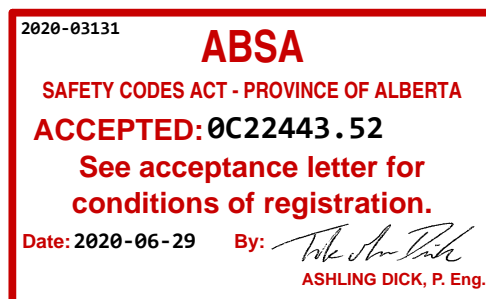 2020-03131
ABSA
SAFETY CODES ACT - PROVINCE OF ALBERTA
ACCEPTED: 0C22443.52
See acceptance letter for
conditions of registration.
Date: 2020-06-29 By:
ASHLING DICK, P. Eng.